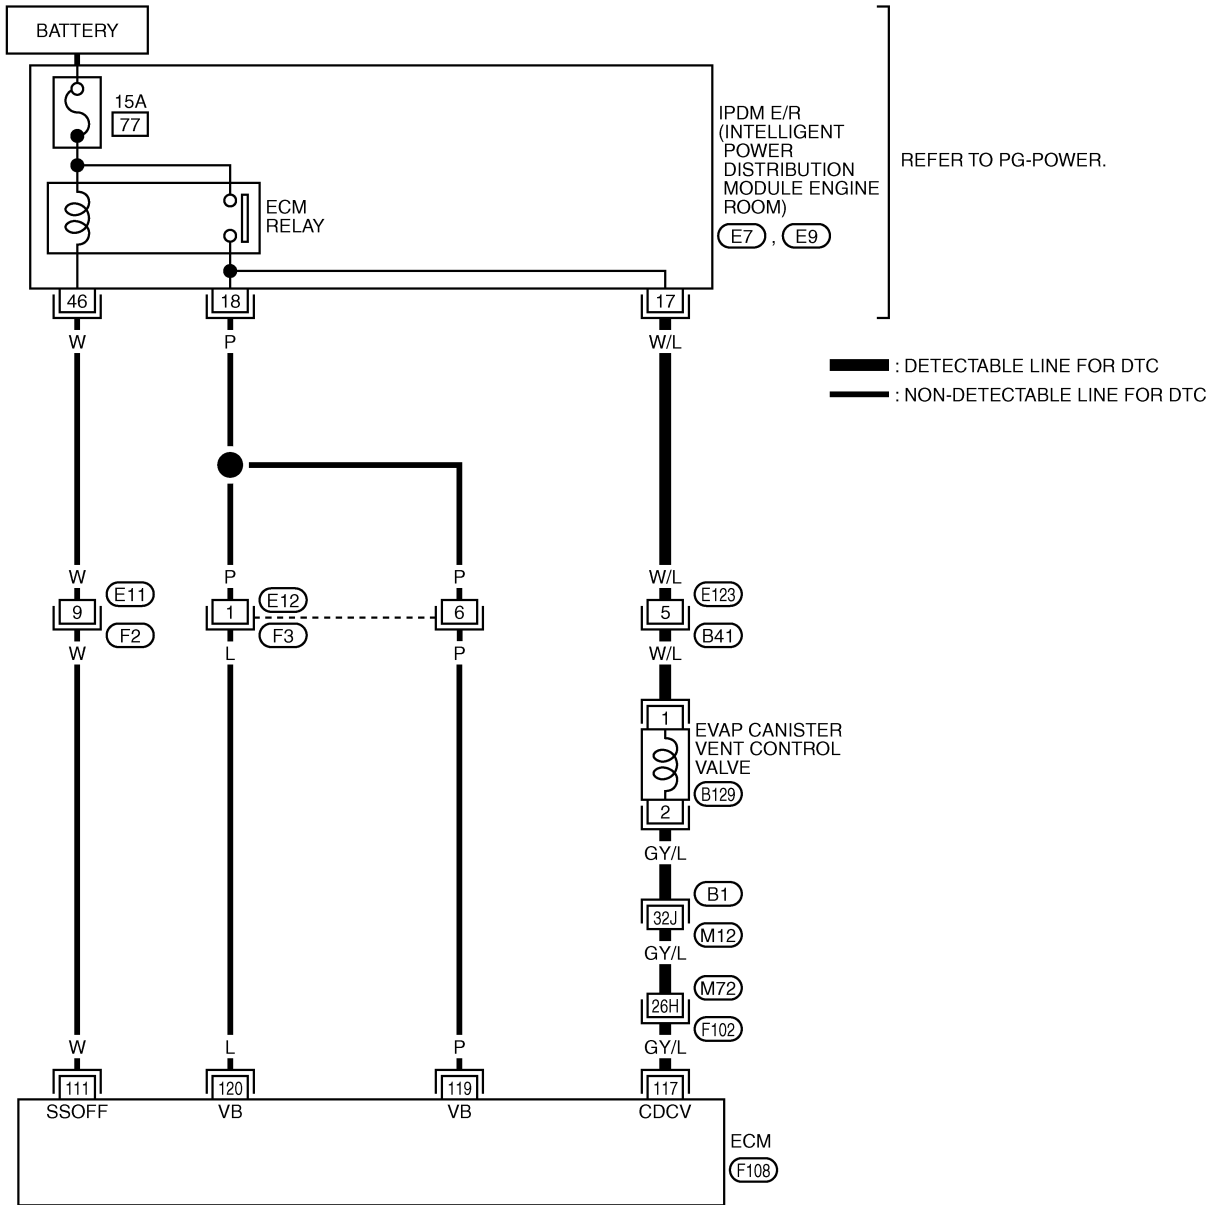 BATTERY
15A
77
IPDM E/R
(INTELLIGENT
POWER
DISTRIBUTION
MODULE ENGINE
ROOM)
E7 , E9
REFER TO PG-POWER.
ECM
RELAY
46 18 17
W P W/L
: DETECTABLE LINE FOR DTC
: NON-DETECTABLE LINE FOR DTC
W P P W/L
E11 E12 E123
9 1 6 5
F2 F3 B41
W L P W/L
1
EVAP CANISTER
VENT CONTROL
VALVE
B129
2
GY/L
B1
32J
M12
GY/L
M72
26H
F102
W L P GY/L
111 120 119 117
SSOFF VB VB CDCV
ECM
F108